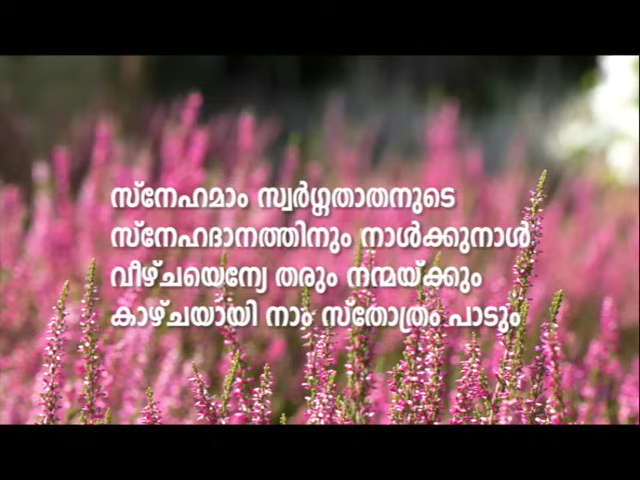 സ്നേഹമാം സ്വർഗ്ഗതാതനുടെ
സ്നേഹദാനത്തിനും നാൾക്കുനാൾ
വീഴ്ചയെന്വേ തരും നന്മയ്ക്കും
കാഴ്ചയായി നാം സ്തോത്രം പാടും